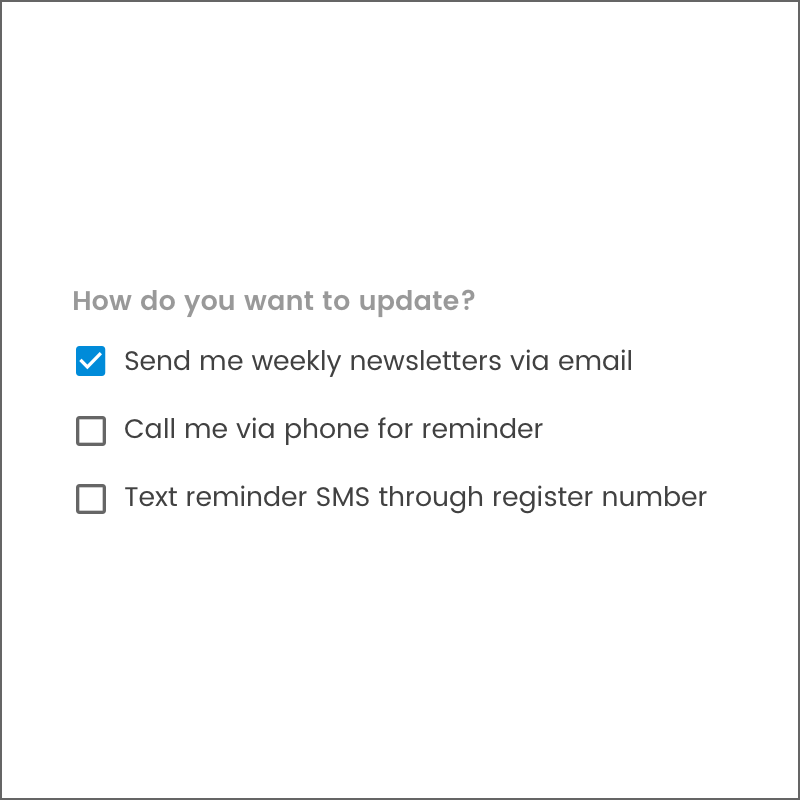 How do you want to update?
Send me weekly newsletters via email
Call me via phone for reminder
Text reminder SMS through register number